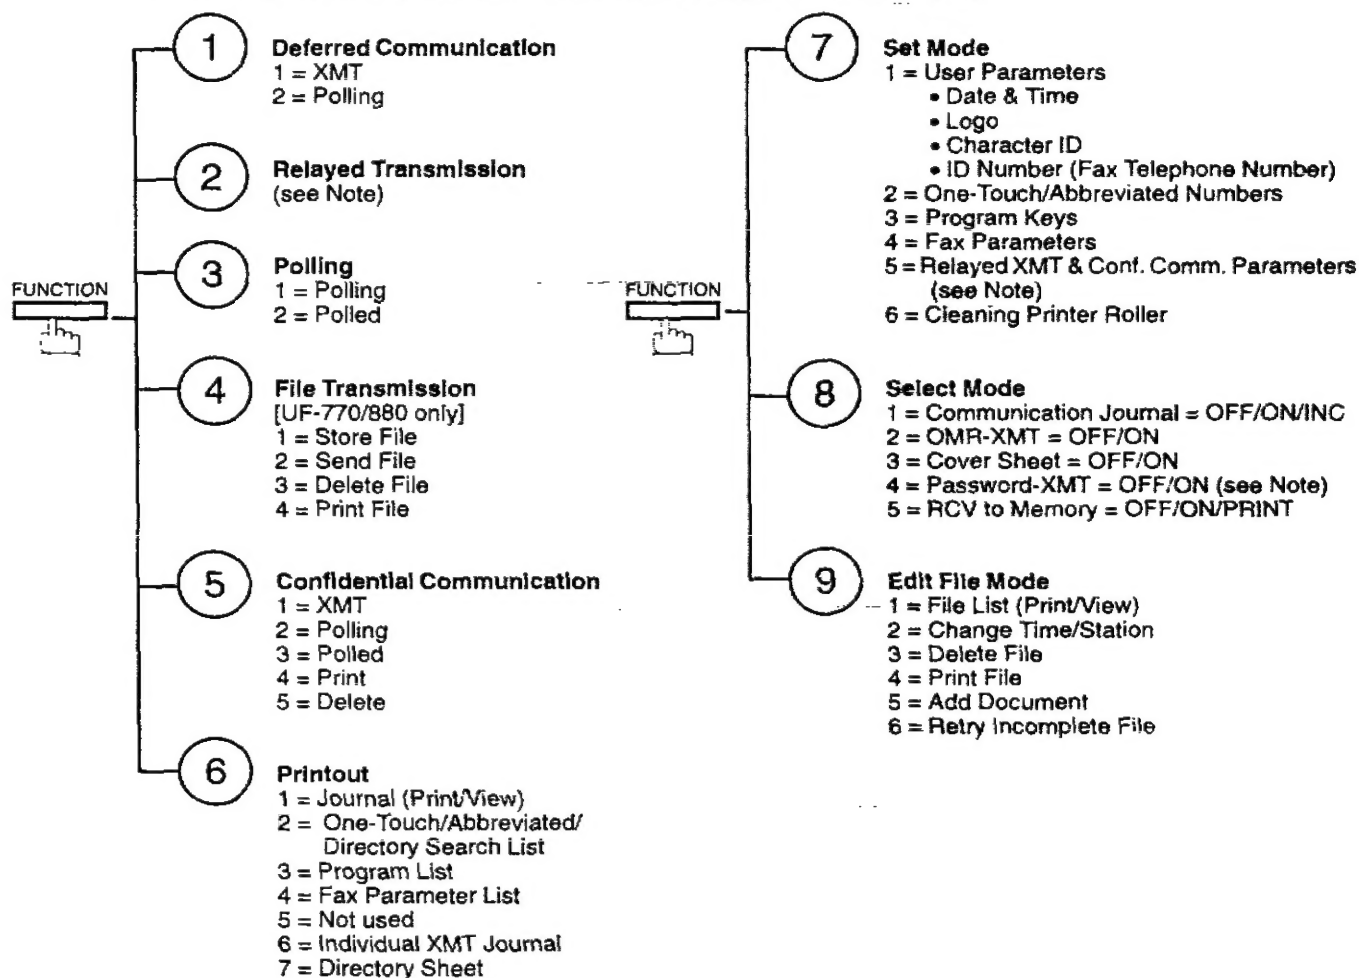 FUNCTION
1
Deferred Communication
1 = XMT
2 = Polling
2
Relayed Transmission
(see Note)
3
Polling
1 = Polling
2 = Polled
4
File Transmission
[UF-770/880 only]
1 = Store File
2 = Send File
3 = Delete File
4 = Print File
5
Confidential Communication
1 = XMT
2 = Polling
3 = Polled
4 = Print
5 = Delete
6
Printout
1 = Journal (Print/View)
2 = One-Touch/Abbreviated/
Directory Search List
3 = Program List
4 = Fax Parameter List
5 = Not used
6 = Individual XMT Journal
7 = Directory Sheet
FUNCTION
7
Set Mode
1 = User Parameters
• Date & Time
• Logo
• Character ID
• ID Number (Fax Telephone Number)
2 = One-Touch/Abbreviated Numbers
3 = Program Keys
4 = Fax Parameters
5 = Relayed XMT & Conf. Comm. Parameters
(see Note)
6 = Cleaning Printer Roller
8
Select Mode
1 = Communication Journal = OFF/ON/INC
2 = OMR-XMT = OFF/ON
3 = Cover Sheet = OFF/ON
4 = Password-XMT = OFF/ON (see Note)
5 = RCV to Memory = OFF/ON/PRINT
9
Edit File Mode
1 = File List (Print/View)
2 = Change Time/Station
3 = Delete File
4 = Print File
5 = Add Document
6 = Retry Incomplete File